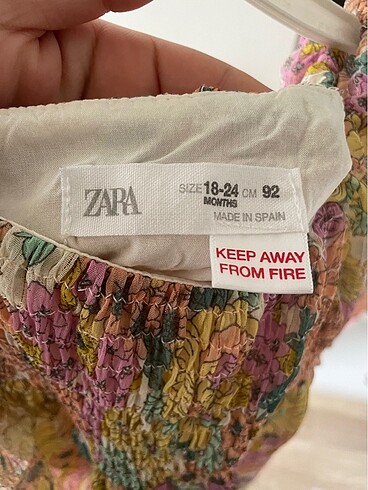 ZARA
SIZE 18-24 CM 92
MONTHS
MADE IN SPAIN
KEEP AWAY
FROM FIRE